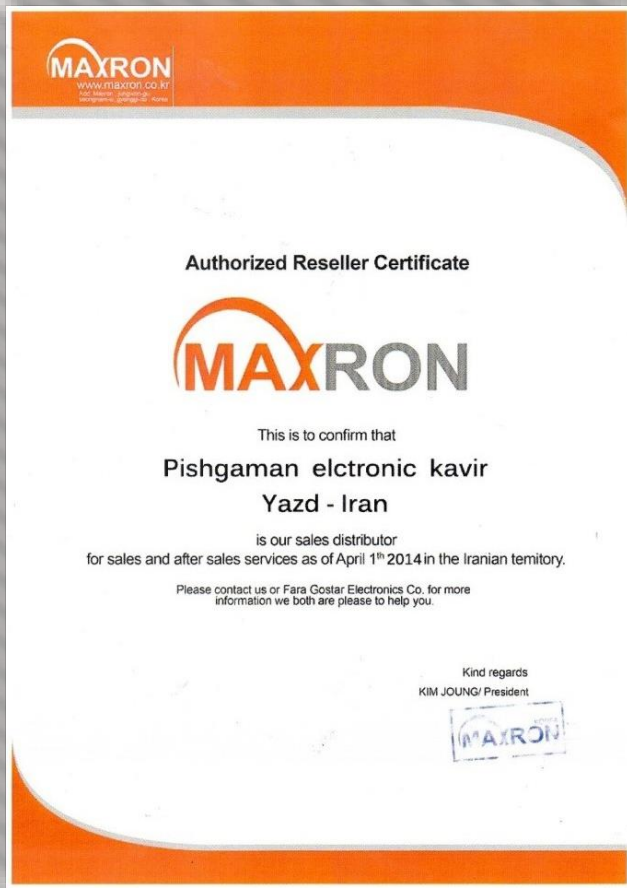 MAXRON
www.maxron.co.kr
Authorized Reseller Certificate
MAXRON
This is to confirm that
Pishgaman elctronic kavir
Yazd - Iran
is our sales distributor
for sales and after sales services as of April 1th 2014 in the Iranian temitory.
Please contact us or Fara Gostar Electronics Co. for more
information we both are please to help you.
Kind regards
KIM JOUNG/ President
MAXRON